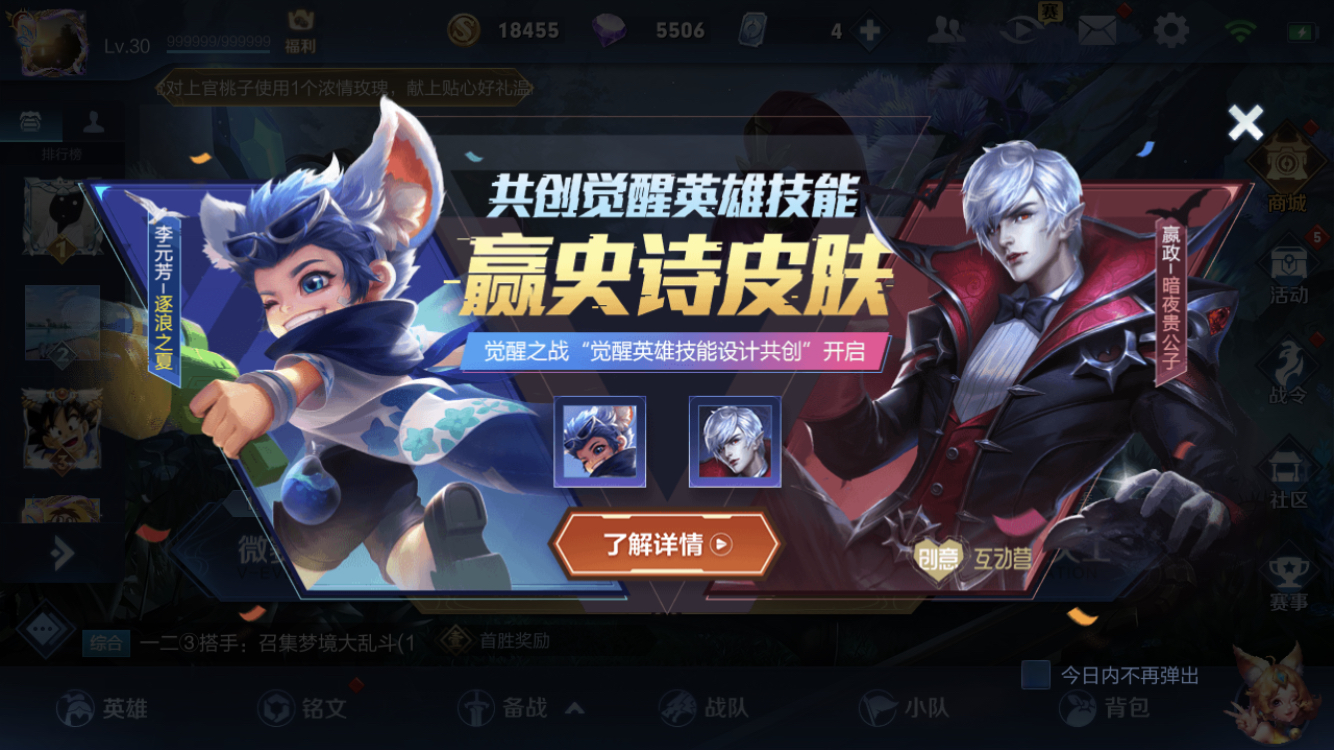 Lv.30
999999/999999
福利
18455
5506
4
赛
对上官桃子使用1个浓情玫瑰，献上贴心好礼温
排行榜
1
2
3
李元芳-逐浪之夏
共创觉醒英雄技能
赢史诗皮肤
觉醒之战“觉醒英雄技能设计共创”开启
嬴政-暗夜贵公子
了解详情
创意互动营
商城
5
活动
战令
社区
赛事
微
综合
一二③搭手：召集梦境大乱斗(1
首胜奖励
今日内不再弹出
英雄
铭文
备战
战队
小队
背包